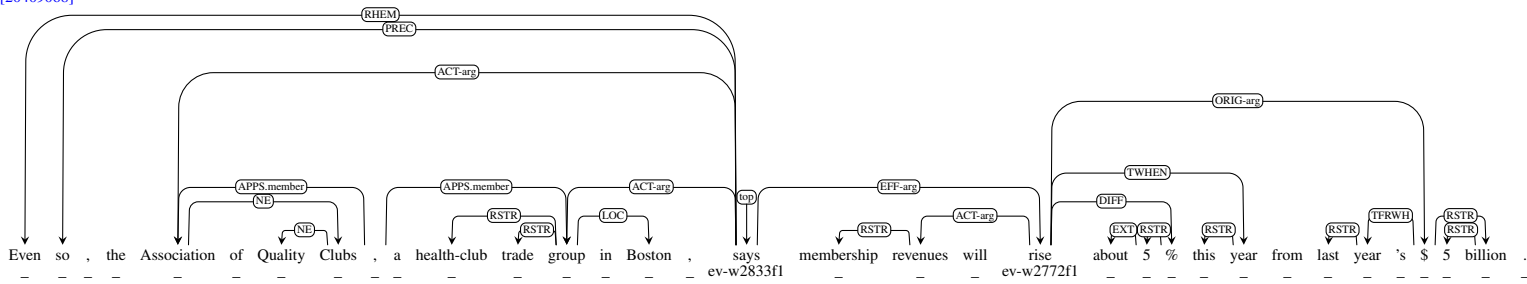 RHEM
PREC
ACT-arg
ORIG-arg
APPS.member APPS.member ACT-arg top EFF-arg TWHEN
NE RSTR LOC DIFF
NE RSTR RSTR ACT-arg EXT RSTR RSTR RSTR TFRWH RSTR RSTR
Even so , the Association of Quality Clubs , a health-club trade group in Boston , says membership revenues will rise about 5 % this year from last year 's $ 5 billion .
_ _ _ _ _ _ _ _ _ _ _ _ _ _ _ _ ev-w2833f1 _ _ _ ev-w2772f1 _ _ _ _ _ _ _ _ _ _ _ _ _